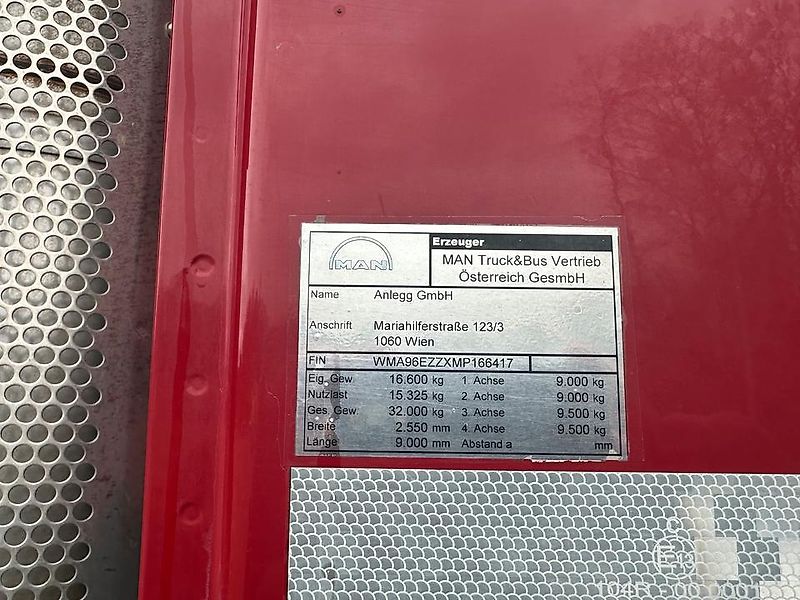 MAN
Erzeuger
MAN Truck&Bus Vertrieb
Österreich GesmbH
Name Anlegg GmbH
Anschrift Mariahilferstraße 123/3
1060 Wien
FIN WMA96EZZXMP166417
Eig. Gew 16.600 kg 1. Achse 9.000 kg
Nutzlast 15.325 kg 2. Achse 9.000 kg
Ges. Gew. 32.000 kg 3. Achse 9.500 kg
Breite 2.550 mm 4. Achse 9.500 kg
Länge 9.000 mm Abstand a mm
104R - 00 0001